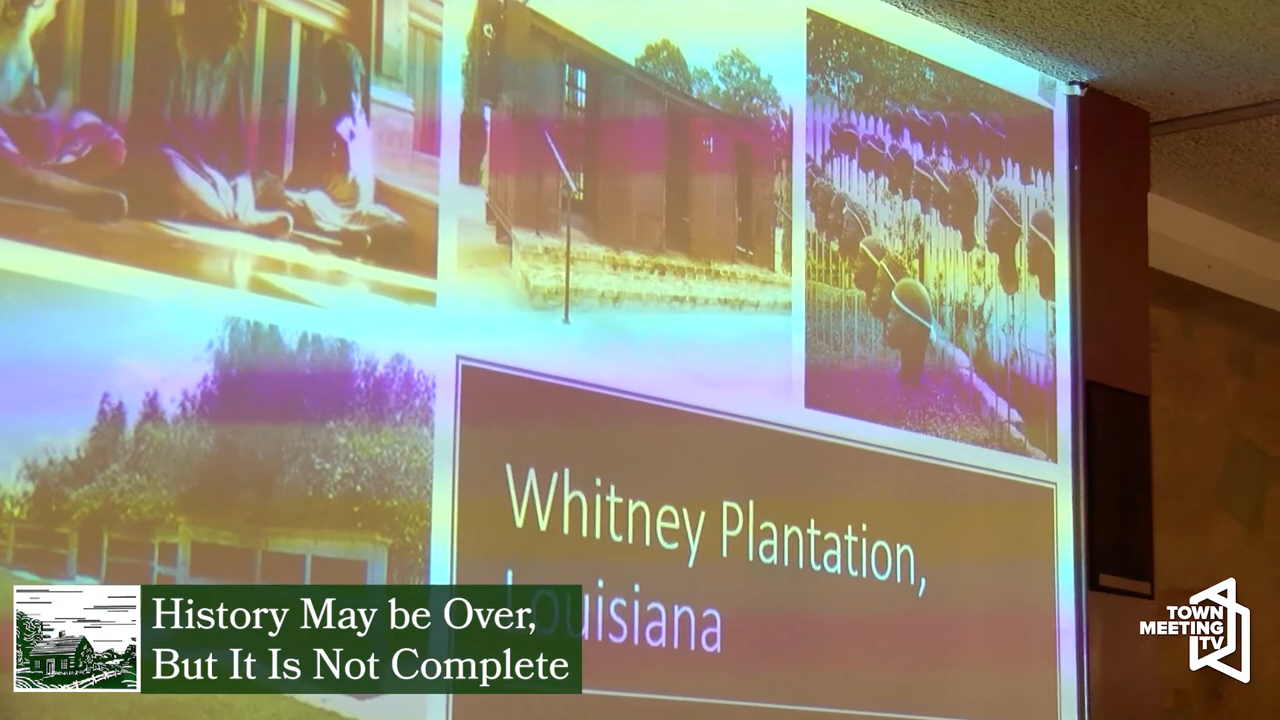 Whitney Plantation,
Louisiana
History May be Over,
But It Is Not Complete
TOWN
MEETING
TV